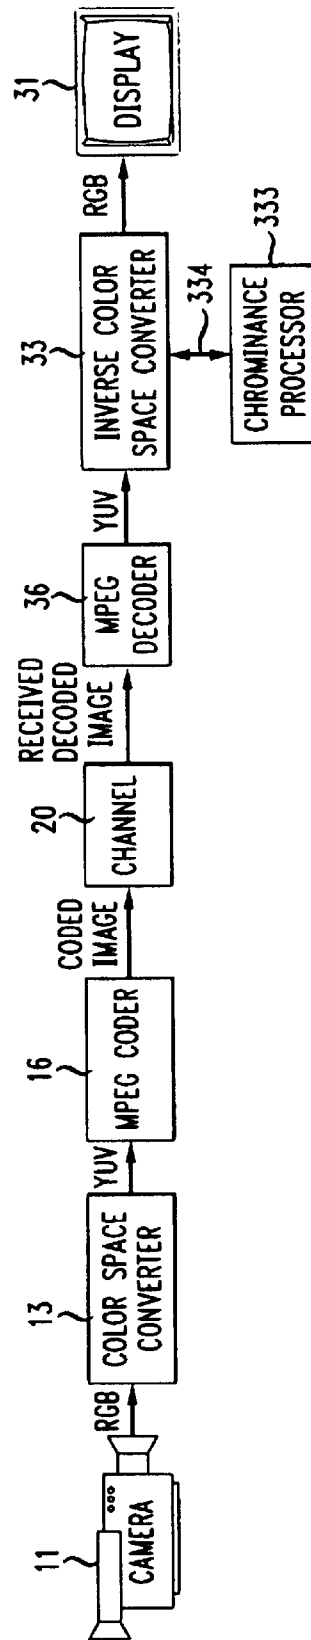 11
CAMERA
RGB
13
COLOR SPACE
CONVERTER
YUV
16
MPEG CODER
CODED
IMAGE
20
CHANNEL
RECEIVED
DECODED
IMAGE
36
MPEG
DECODER
YUV
33
INVERSE COLOR
SPACE CONVERTER
334
CHROMINANCE
PROCESSOR
333
RGB
31
DISPLAY